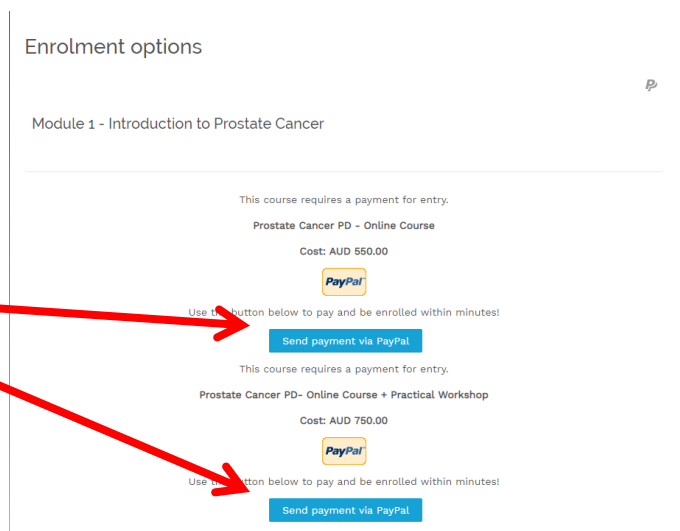 Enrolment options
Module 1 - Introduction to Prostate Cancer
This course requires a payment for entry.
Prostate Cancer PD - Online Course
Cost: AUD 550.00
PayPal
Use the button below to pay and be enrolled within minutes!
Send payment via PayPal
This course requires a payment for entry.
Prostate Cancer PD- Online Course + Practical Workshop
Cost: AUD 750.00
PayPal
Use the button below to pay and be enrolled within minutes!
Send payment via PayPal